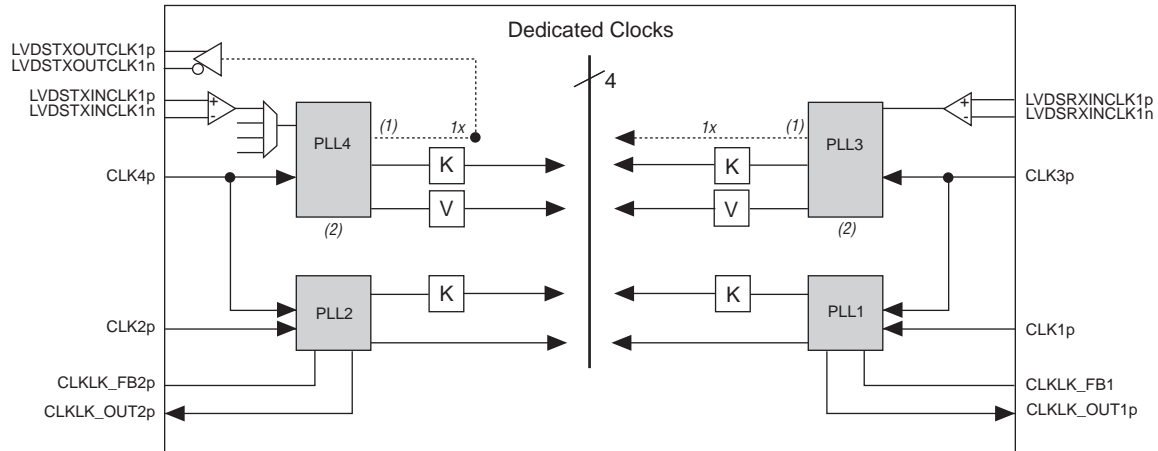 Dedicated Clocks
4
LVDSTXOUTCLK1p
LVDSTXOUTCLK1n
LVDSTXINCLK1p
LVDSTXINCLK1n
+
-
PLL4
(1)
1x
K
V
(2)
CLK4p
1x
(1)
PLL3
K
V
(2)
+
-
LVDSRXINCLK1p
LVDSRXINCLK1n
CLK3p
PLL2
K
CLK2p
CLKLK_FB2p
CLKLK_OUT2p
K
PLL1
CLK1p
CLKLK_FB1
CLKLK_OUT1p